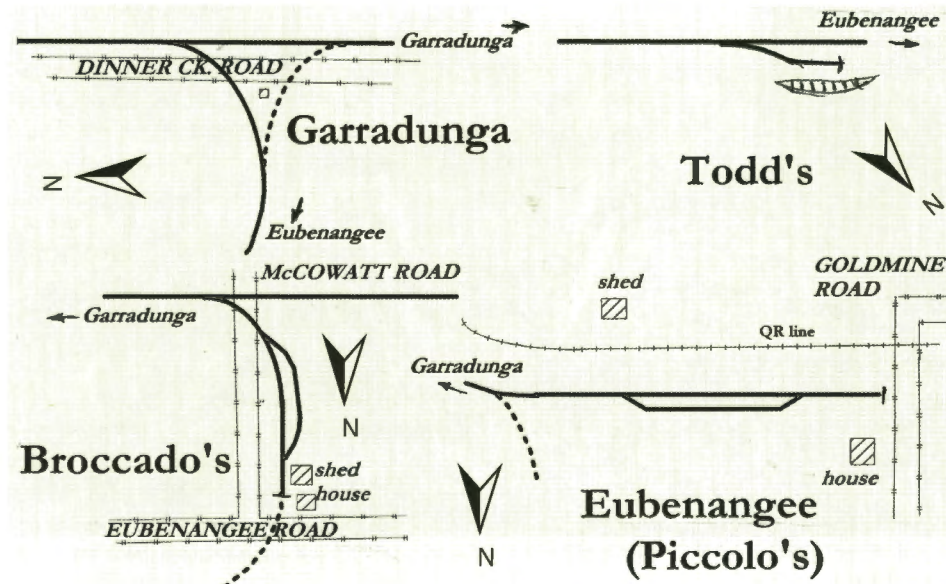 Garradunga
DINNER CK. ROAD
Garradunga
N
Eubenangee
Eubenangee
Todd's
N
McCOWATT ROAD
Garradunga
N
Broccado's
shed
house
EUBENANGEE ROAD
GOLDMINE
ROAD
shed
QR line
Garradunga
house
N
Eubenangee
(Piccolo's)